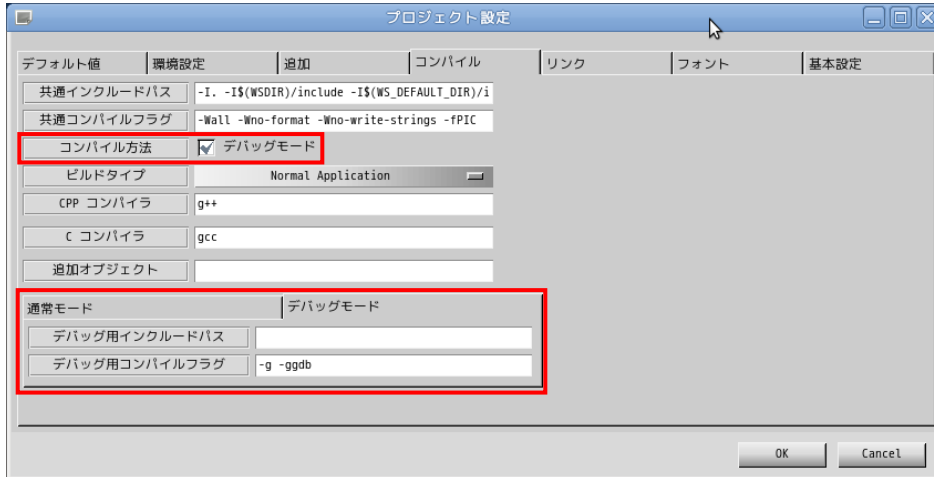 プロジェクト設定
デフォルト値 環境設定 追加 コンパイル リンク フォント 基本設定
共通インクルードパス -I. -I$(WSDIR)/include -I$(WS_DEFAULT_DIR)/i
共通コンパイルフラグ -Wall -Wno-format -Wno-write-strings -fPIC
コンパイル方法 デバッグモード
ビルドタイプ Normal Application
CPP コンパイラ g++
C コンパイラ gcc
追加オブジェクト
通常モード デバッグモード
デバッグ用インクルードパス
デバッグ用コンパイルフラグ -g -ggdb
OK Cancel